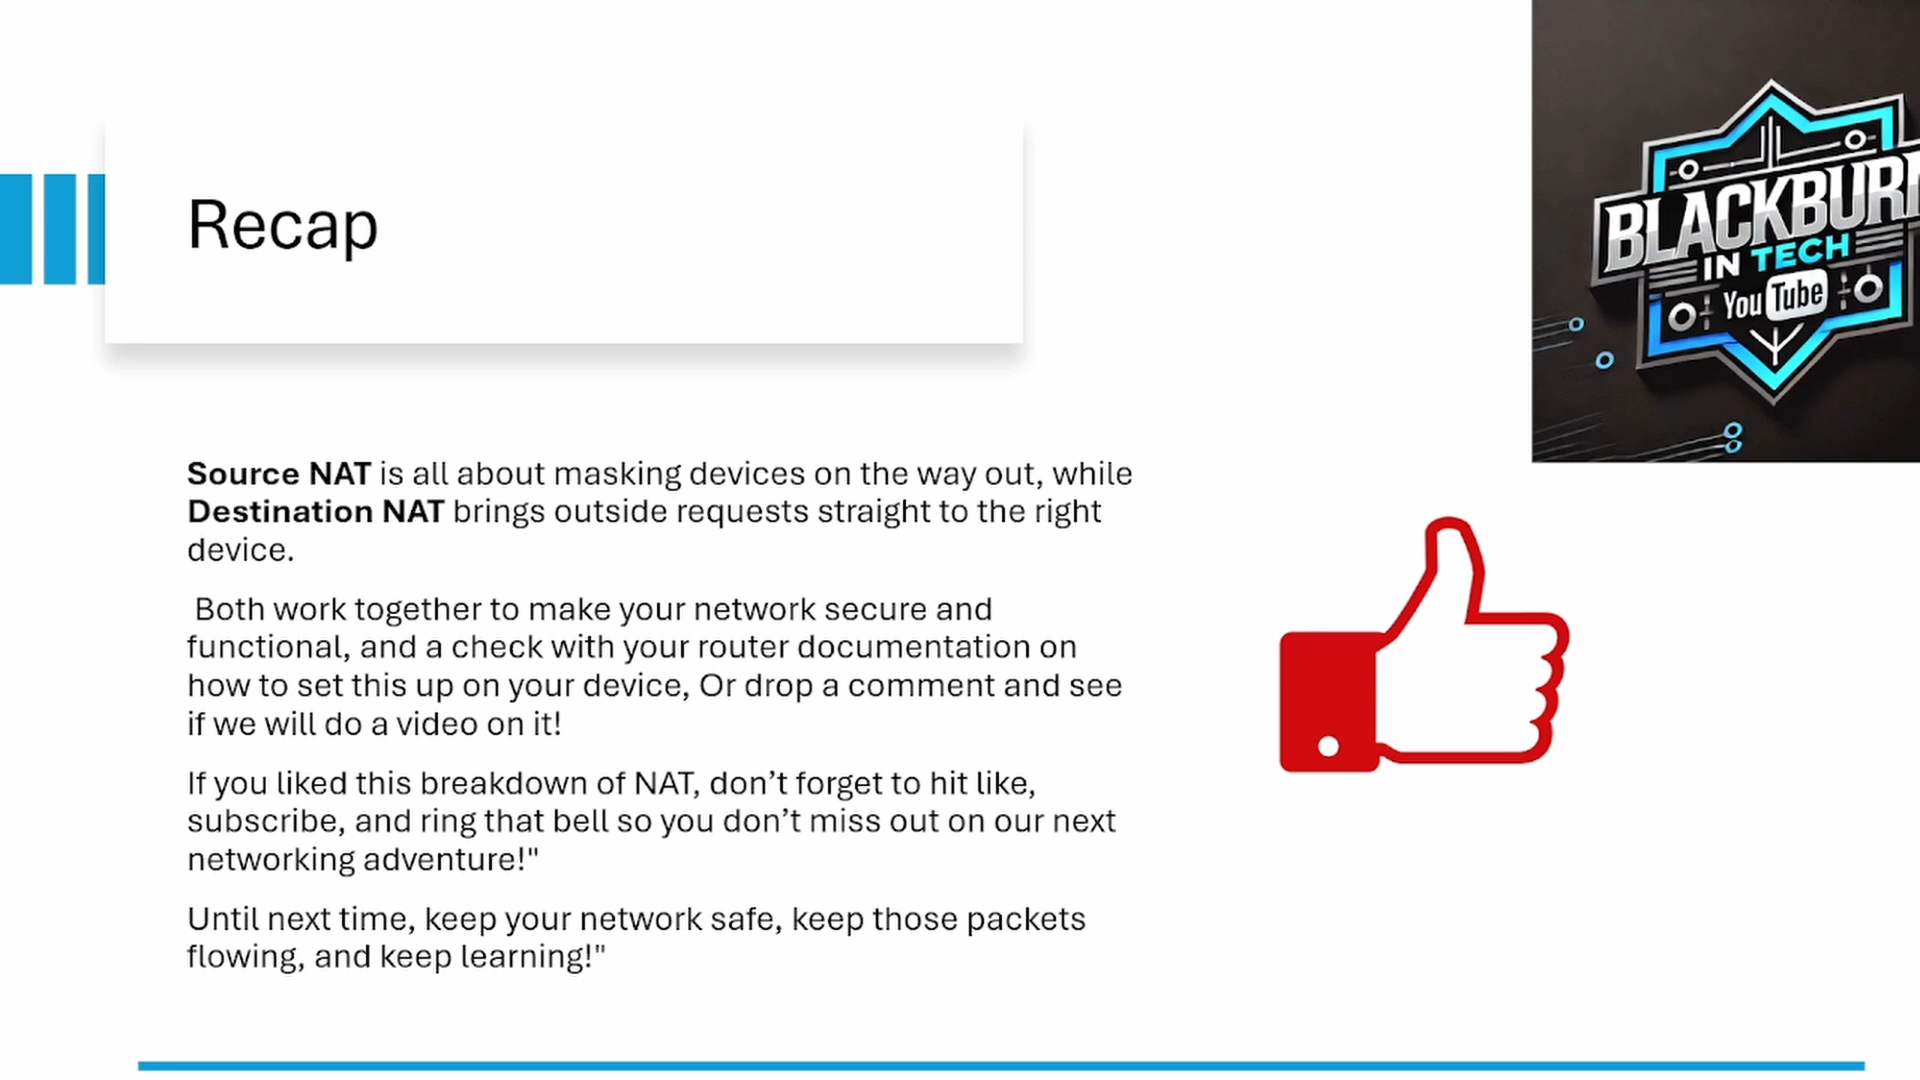 Recap
BLACKBURN
IN TECH
YouTube
Source NAT is all about masking devices on the way out, while
Destination NAT brings outside requests straight to the right
device.
Both work together to make your network secure and
functional, and a check with your router documentation on
how to set this up on your device, Or drop a comment and see
if we will do a video on it!
If you liked this breakdown of NAT, don’t forget to hit like,
subscribe, and ring that bell so you don’t miss out on our next
networking adventure!"
Until next time, keep your network safe, keep those packets
flowing, and keep learning!"